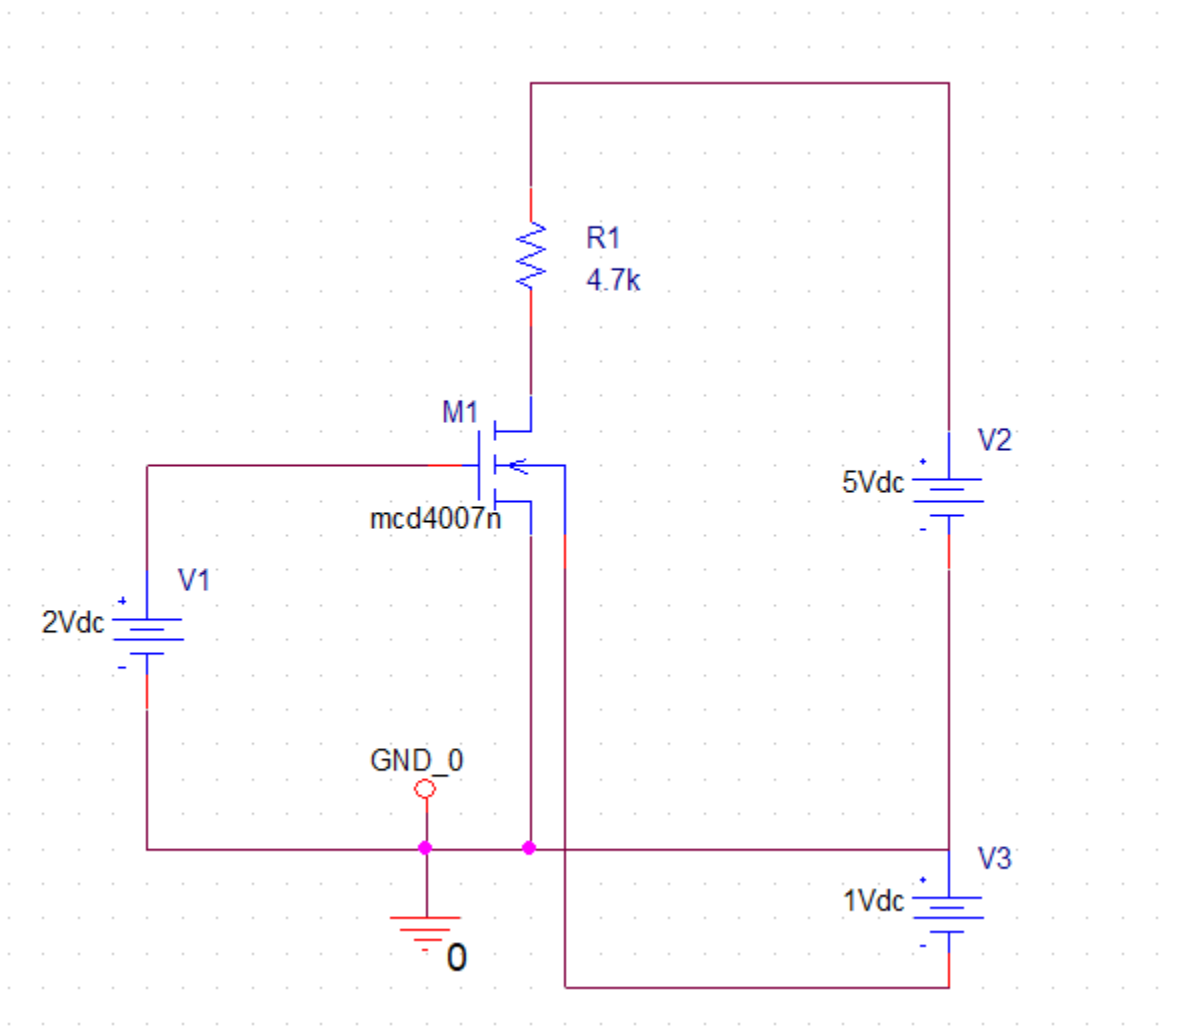 R1
4.7k
M1
mcd4007n
V2
+
5Vdc
-
V1
+
2Vdc
-
GND_0
0
V3
+
1Vdc
-